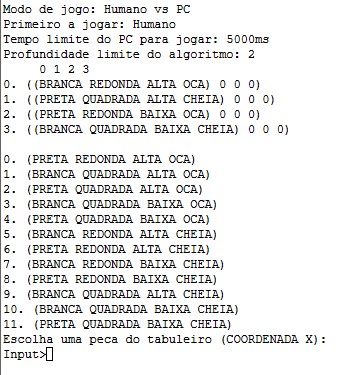 Modo de jogo: Humano vs PC
Primeiro a jogar: Humano
Tempo limite do PC para jogar: 5000ms
Profundidade limite do algoritmo: 2
0 1 2 3
0. ((BRANCA REDONDA ALTA OCA) 0 0 0)
1. ((PRETA QUADRADA ALTA CHEIA) 0 0 0)
2. ((PRETA REDONDA BAIXA OCA) 0 0 0)
3. ((BRANCA QUADRADA BAIXA CHEIA) 0 0 0)
0. (PRETA REDONDA ALTA OCA)
1. (BRANCA QUADRADA ALTA OCA)
2. (PRETA QUADRADA ALTA OCA)
3. (BRANCA QUADRADA BAIXA OCA)
4. (PRETA QUADRADA BAIXA OCA)
5. (BRANCA REDONDA ALTA CHEIA)
6. (PRETA REDONDA ALTA CHEIA)
7. (BRANCA REDONDA BAIXA CHEIA)
8. (PRETA REDONDA BAIXA CHEIA)
9. (BRANCA QUADRADA ALTA CHEIA)
10. (BRANCA QUADRADA BAIXA CHEIA)
11. (PRETA QUADRADA BAIXA CHEIA)
Escolha uma peca do tabuleiro (COORDENADA X):
Input>